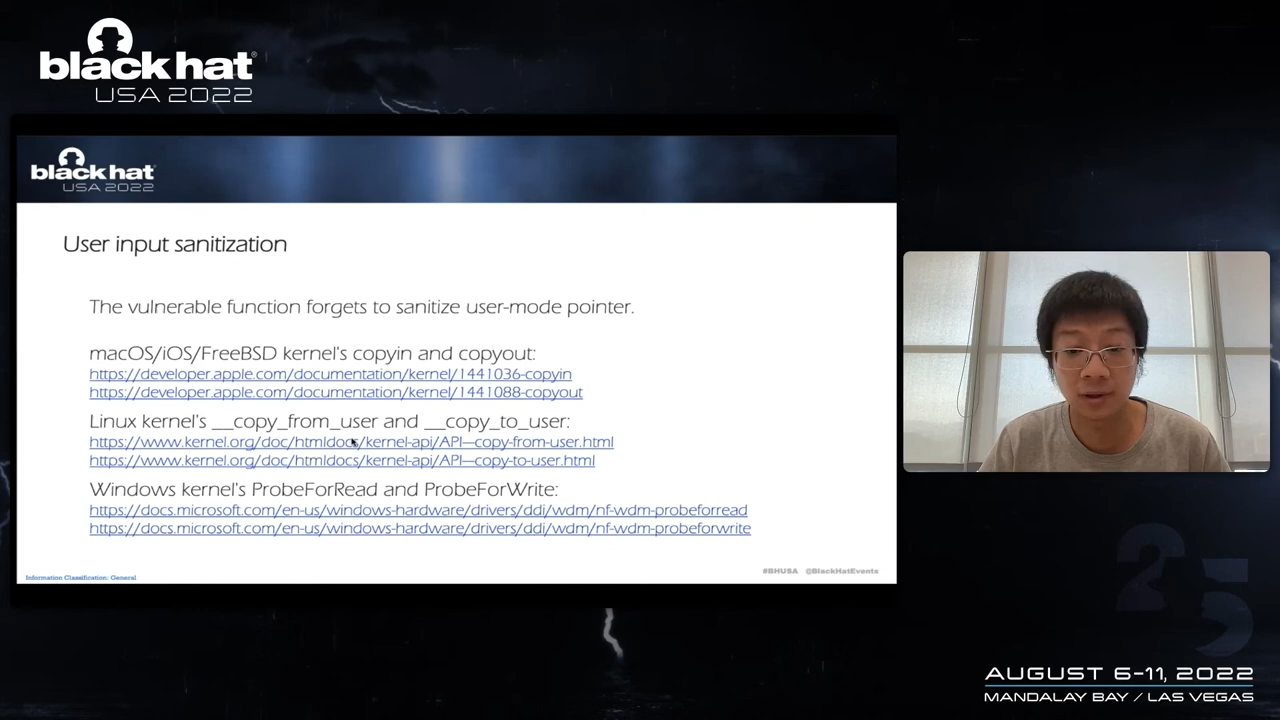 black hat®
USA 2022
black hat
USA 2022
User input sanitization
The vulnerable function forgets to sanitize user-mode pointer.
macOS/iOS/FreeBSD kernel's copyin and copyout:
https://developer.apple.com/documentation/kernel/1441036-copyin
https://developer.apple.com/documentation/kernel/1441088-copyout
Linux kernel's __copy_from_user and __copy_to_user:
https://www.kernel.org/doc/htmldocs/kernel-api/API—copy-from-user.html
https://www.kernel.org/doc/htmldocs/kernel-api/API—copy-to-user.html
Windows kernel's ProbeForRead and ProbeForWrite:
https://docs.microsoft.com/en-us/windows-hardware/drivers/ddi/wdm/nf-wdm-probeforread
https://docs.microsoft.com/en-us/windows-hardware/drivers/ddi/wdm/nf-wdm-probeforwrite
Information Classification: General
#BHUSA @BlackHatEvents
25
AUGUST 6-11, 2022
MANDALAY BAY / LAS VEGAS